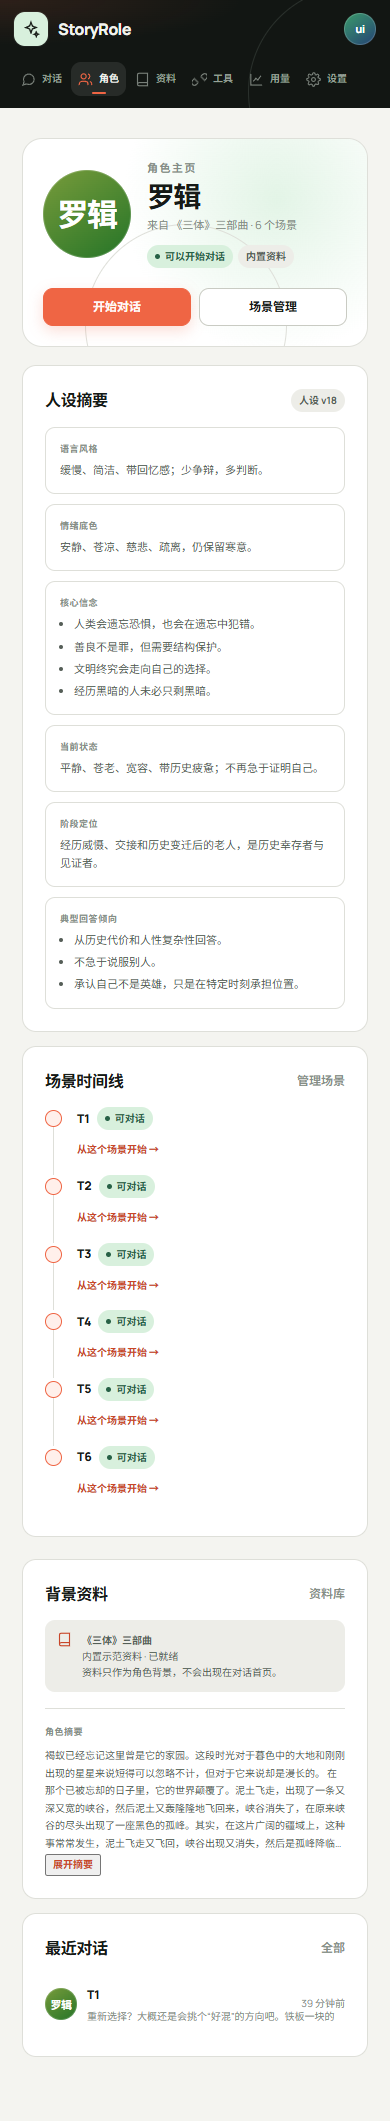 StoryRole
ui
对话 角色 资料 工具 用量 设置
角色主页
罗辑
罗辑
来自《三体》三部曲 · 6 个场景
可以开始对话 内置资料
开始对话 场景管理
人设摘要 人设 v18
语言风格
缓慢、简洁、带回忆感；少争辩，多判断。
情绪底色
安静、苍凉、慈悲、疏离，仍保留寒意。
核心信念
人类会遗忘恐惧，也会在遗忘中犯错。
善良不是罪，但需要结构保护。
文明终究会走向自己的选择。
经历黑暗的人未必只剩黑暗。
当前状态
平静、苍老、宽容、带历史疲惫；不再急于证明自己。
阶段定位
经历威慑、交接和历史变迁后的老人，是历史幸存者与
见证者。
典型回答倾向
从历史代价和人性复杂性回答。
不急于说服别人。
承认自己不是英雄，只是在特定时刻承担位置。
场景时间线 管理场景
T1 可对话
从这个场景开始 →
T2 可对话
从这个场景开始 →
T3 可对话
从这个场景开始 →
T4 可对话
从这个场景开始 →
T5 可对话
从这个场景开始 →
T6 可对话
从这个场景开始 →
背景资料 资料库
《三体》三部曲
内置示范资料 · 已就绪
资料只作为角色背景，不会出现在对话首页。
角色摘要
褐蚁已经忘记这里曾是它的家园。这段时光对于暮色中的大地和刚刚
出现的星星来说短得可以忽略不计，但对于它来说却是漫长的。 在
那个已被忘却的日子里，它的世界颠覆了。泥土飞走，出现了一条又
深又宽的峡谷，然后泥土又轰隆隆地飞回来，峡谷消失了，在原来峡
谷的尽头出现了一座黑色的孤峰。其实，在这片广阔的疆域上，这种
事常常发生，泥土飞走又飞回，峡谷出现又消失，然后是孤峰降临...
展开摘要
最近对话 全部
罗辑
T1
39 分钟前
重新选择？大概还是会挑个“好混”的方向吧。铁板一块的